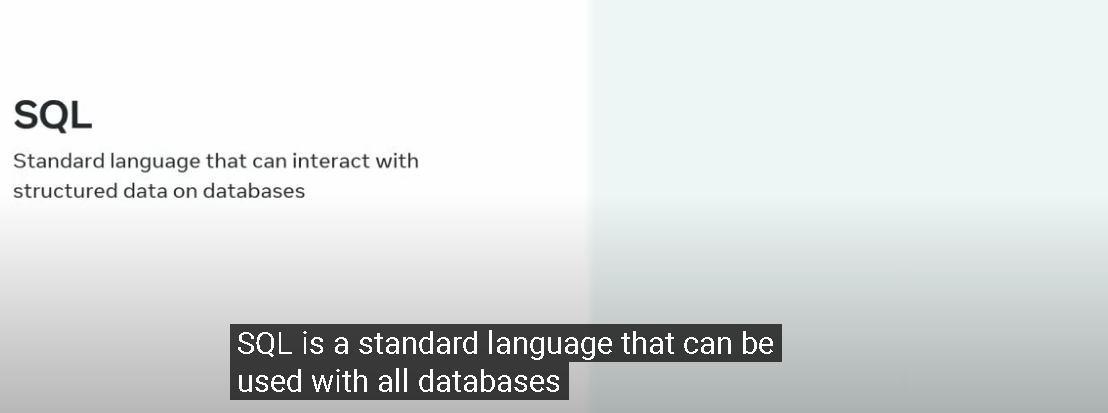 SQL
Standard language that can interact with
structured data on databases
SQL is a standard language that can be
used with all databases